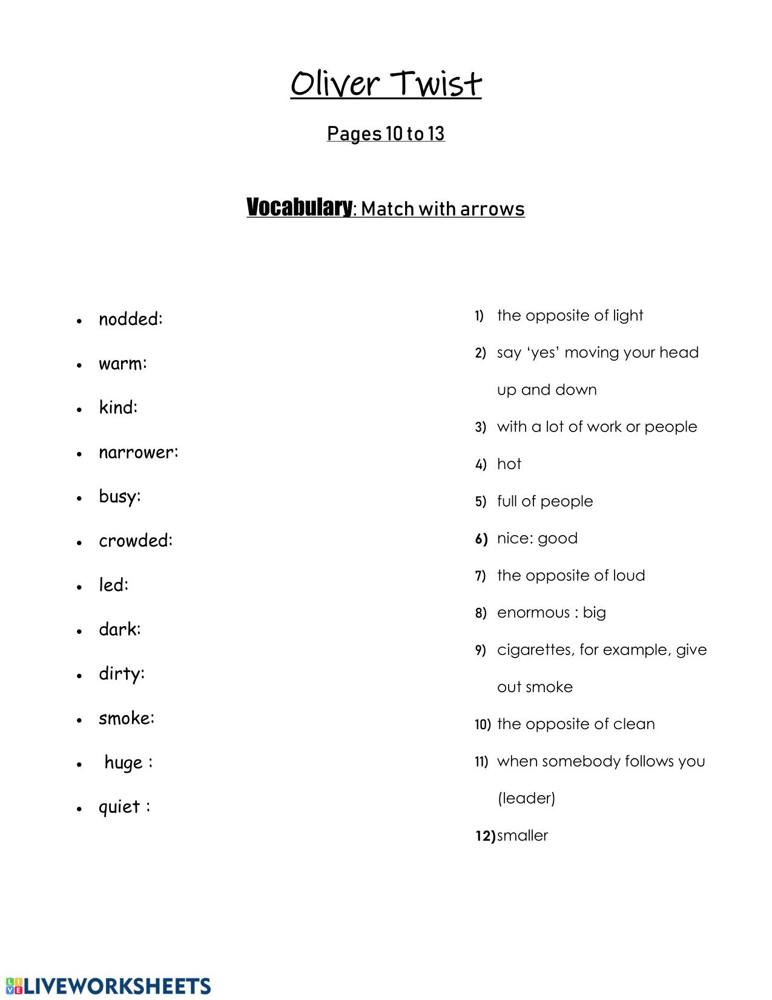 Oliver Twist
Pages 10 to 13
Vocabulary: Match with arrows
• nodded:
• warm:
• kind:
• narrower:
• busy:
• crowded:
• led:
• dark:
• dirty:
• smoke:
• huge :
• quiet :
1) the opposite of light
2) say ‘yes’ moving your head
up and down
3) with a lot of work or people
4) hot
5) full of people
6) nice: good
7) the opposite of loud
8) enormous : big
9) cigarettes, for example, give
out smoke
10) the opposite of clean
11) when somebody follows you
(leader)
12)smaller
LIVE LIVEWORKSHEETS